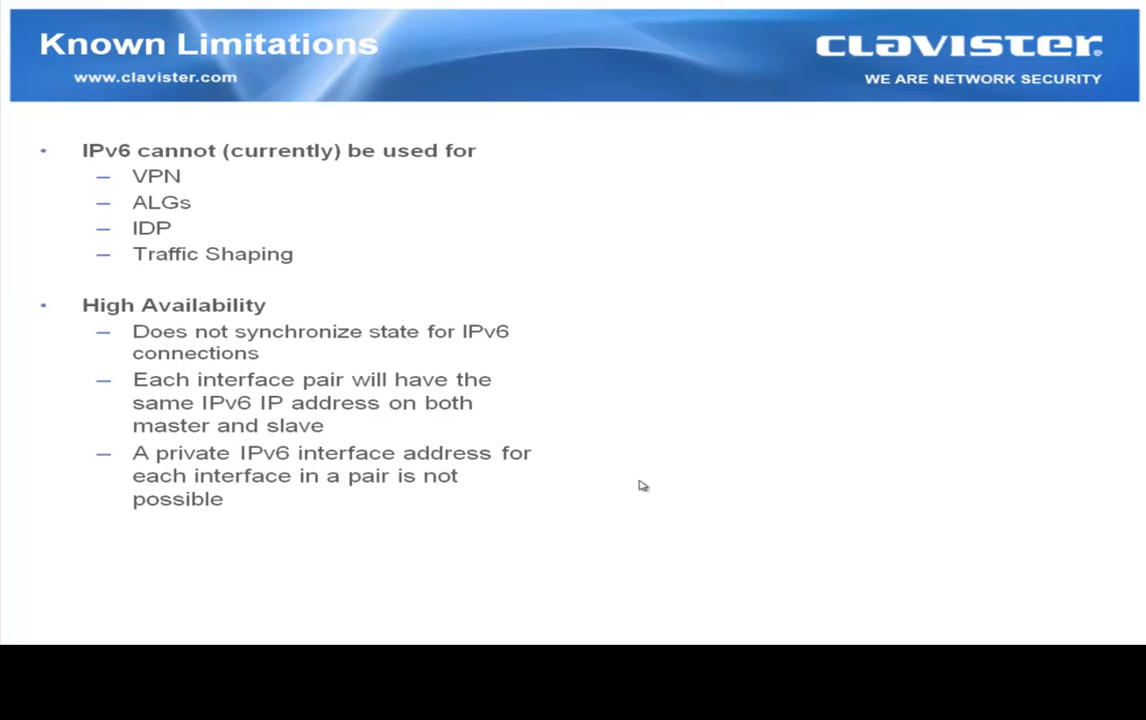 Known Limitations
www.clavister.com
CLAVISTER®
WE ARE NETWORK SECURITY
• IPv6 cannot (currently) be used for
– VPN
– ALGs
– IDP
– Traffic Shaping
• High Availability
– Does not synchronize state for IPv6
connections
– Each interface pair will have the
same IPv6 IP address on both
master and slave
– A private IPv6 interface address for
each interface in a pair is not
possible